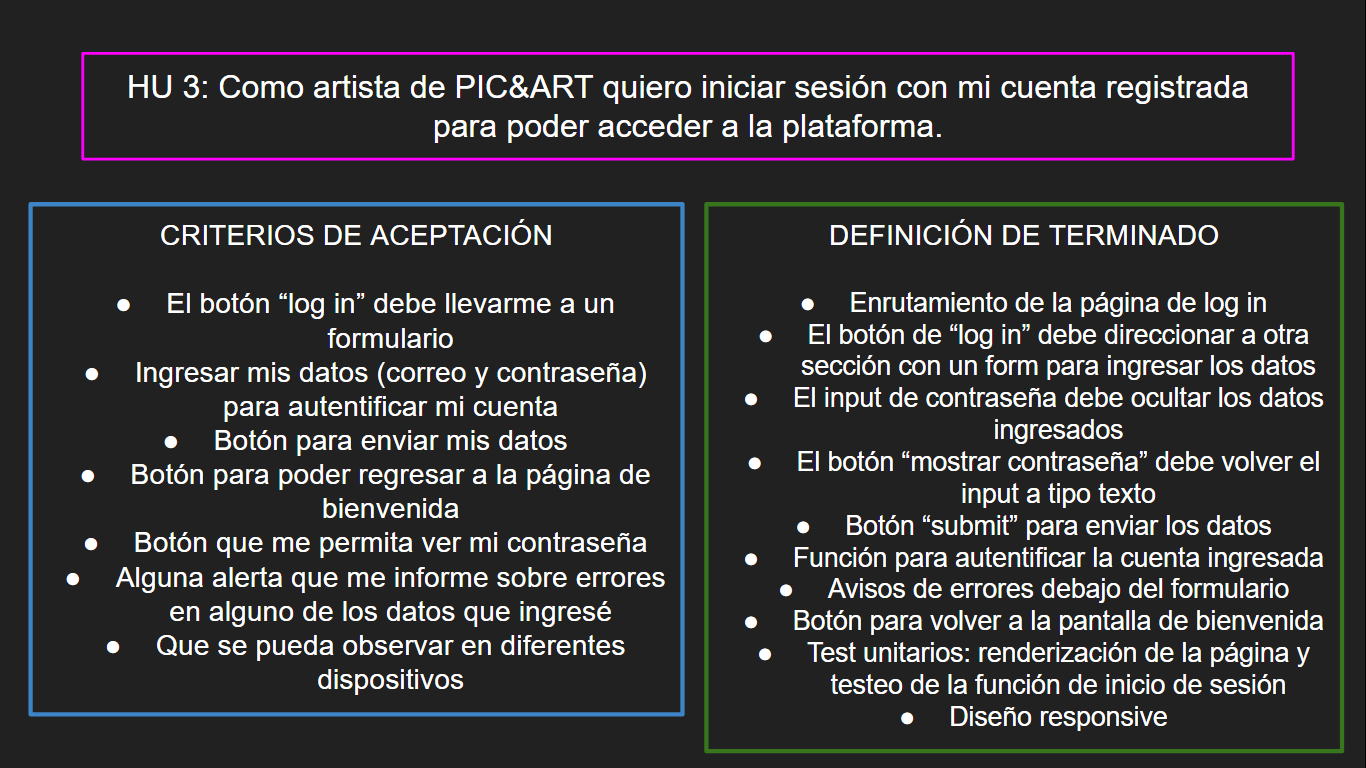 HU 3: Como artista de PIC&ART quiero iniciar sesión con mi cuenta registrada
para poder acceder a la plataforma.
CRITERIOS DE ACEPTACIÓN
● El botón “log in” debe llevarme a un
formulario
● Ingresar mis datos (correo y contraseña)
para autentificar mi cuenta
● Botón para enviar mis datos
● Botón para poder regresar a la página de
bienvenida
● Botón que me permita ver mi contraseña
● Alguna alerta que me informe sobre errores
en alguno de los datos que ingresé
● Que se pueda observar en diferentes
dispositivos
DEFINICIÓN DE TERMINADO
● Enrutamiento de la página de log in
● El botón de “log in” debe direccionar a otra
sección con un form para ingresar los datos
● El input de contraseña debe ocultar los datos
ingresados
● El botón “mostrar contraseña” debe volver el
input a tipo texto
● Botón “submit” para enviar los datos
● Función para autentificar la cuenta ingresada
● Avisos de errores debajo del formulario
● Botón para volver a la pantalla de bienvenida
● Test unitarios: renderización de la página y
testeo de la función de inicio de sesión
● Diseño responsive